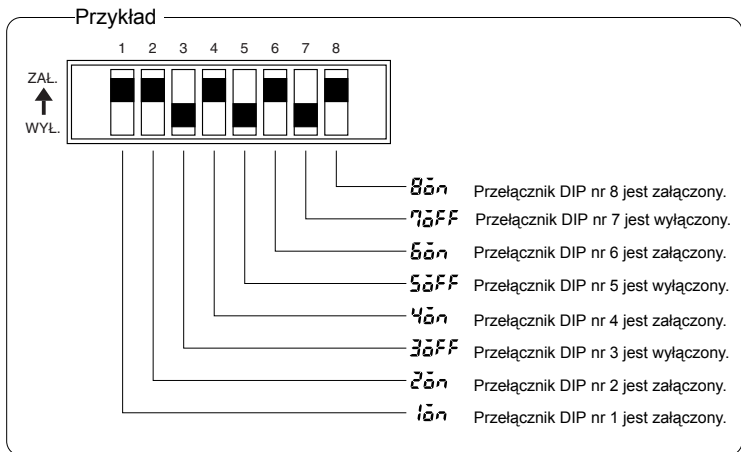 Przykład
1 2 3 4 5 6 7 8
ZAŁ.
WYŁ.
8on Przełącznik DIP nr 8 jest załączony.
7oFF Przełącznik DIP nr 7 jest wyłączony.
6on Przełącznik DIP nr 6 jest załączony.
5oFF Przełącznik DIP nr 5 jest wyłączony.
4on Przełącznik DIP nr 4 jest załączony.
3oFF Przełącznik DIP nr 3 jest wyłączony.
2on Przełącznik DIP nr 2 jest załączony.
1on Przełącznik DIP nr 1 jest załączony.